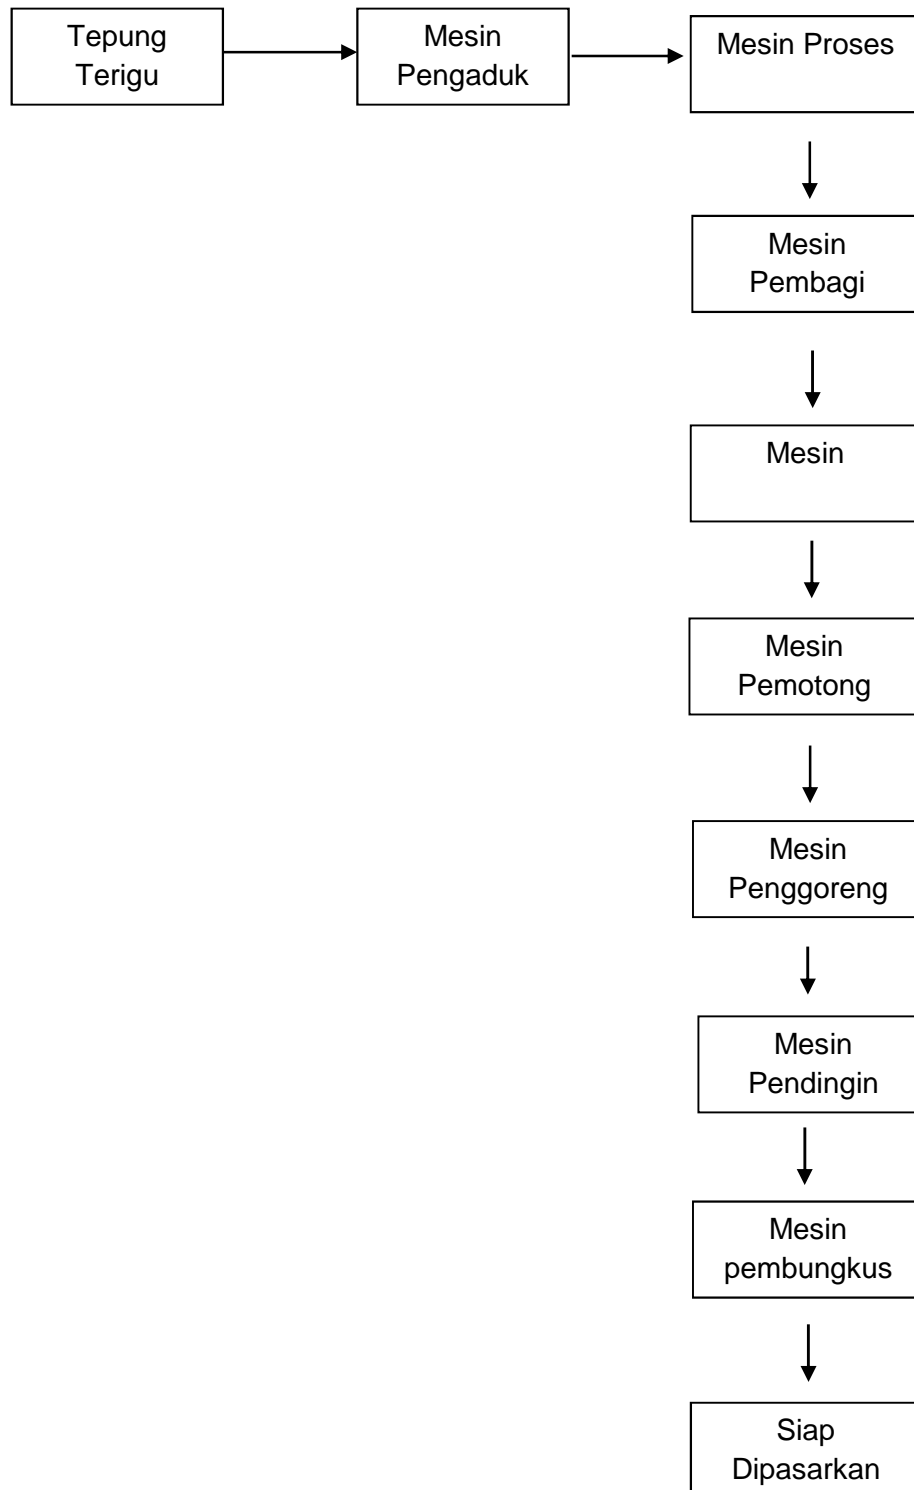 Tepung
Terigu
Mesin
Pengaduk
Mesin Proses
Mesin
Pembagi
Mesin
Mesin
Pemotong
Mesin
Penggoreng
Mesin
Pendingin
Mesin
pembungkus
Siap
Dipasarkan